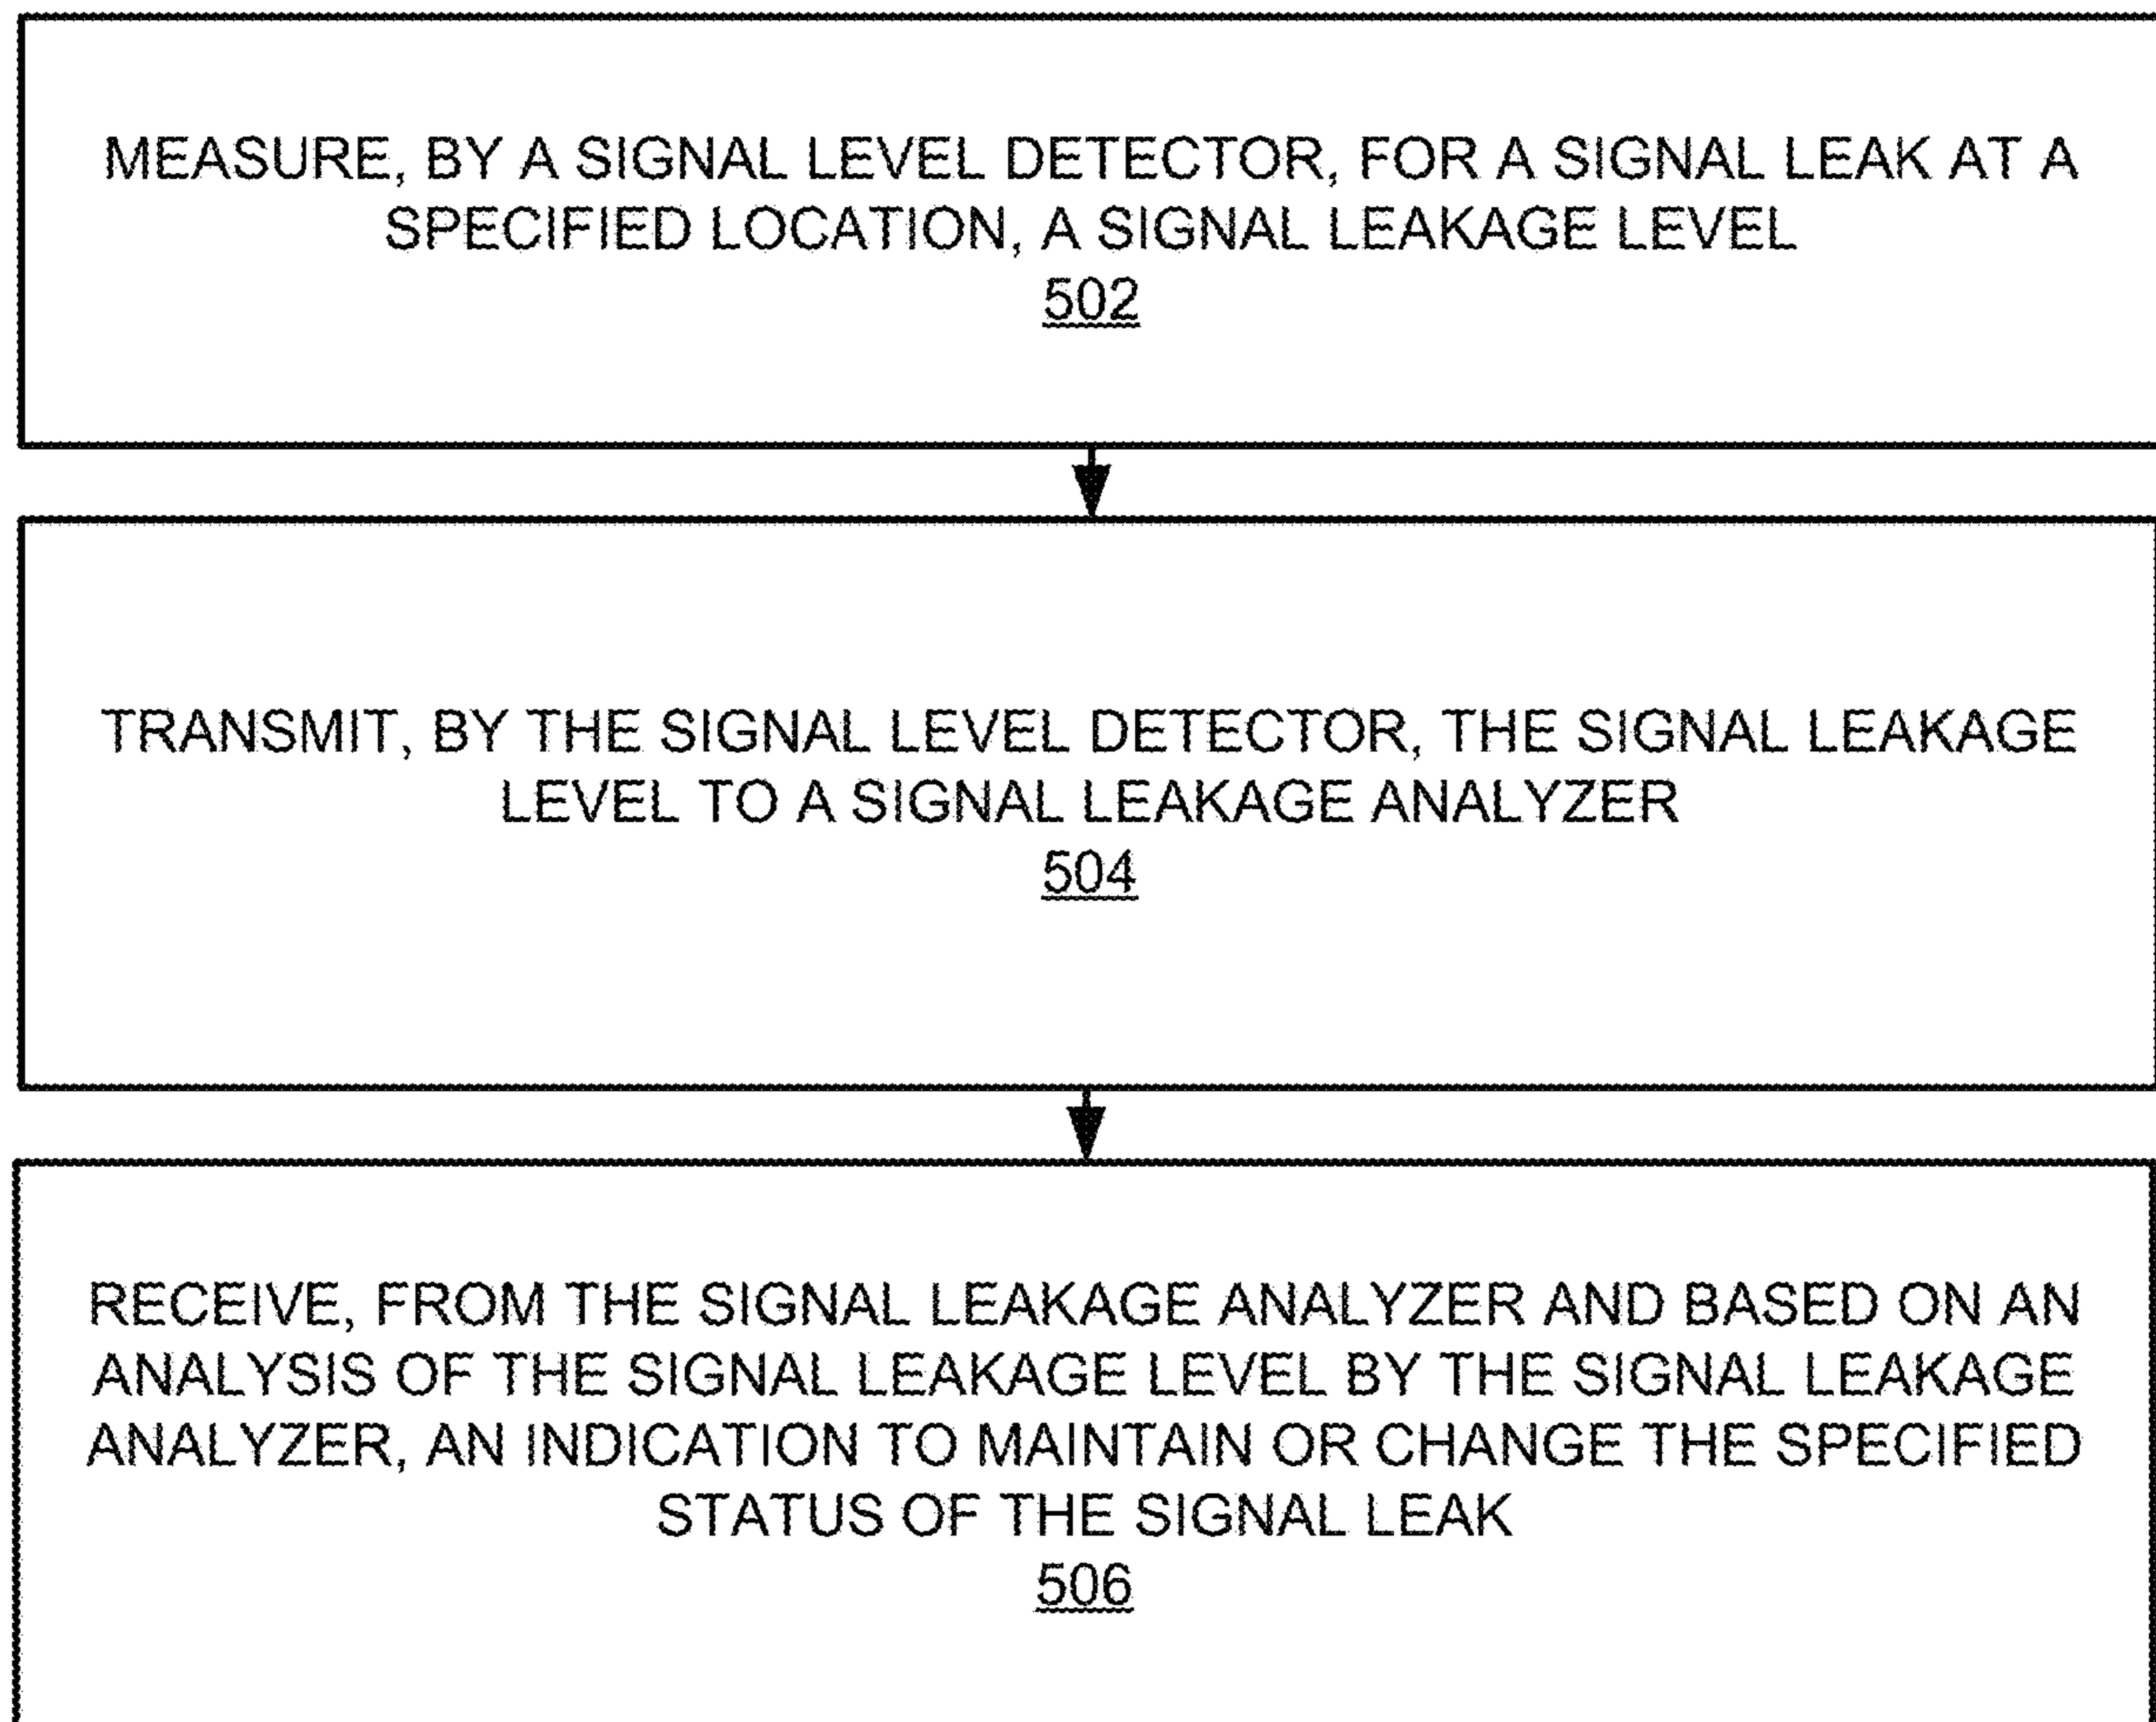 MEASURE, BY A SIGNAL LEVEL DETECTOR, FOR A SIGNAL LEAK AT A
SPECIFIED LOCATION, A SIGNAL LEAKAGE LEVEL
502
TRANSMIT, BY THE SIGNAL LEVEL DETECTOR, THE SIGNAL LEAKAGE
LEVEL TO A SIGNAL LEAKAGE ANALYZER
504
RECEIVE, FROM THE SIGNAL LEAKAGE ANALYZER AND BASED ON AN
ANALYSIS OF THE SIGNAL LEAKAGE LEVEL BY THE SIGNAL LEAKAGE
ANALYZER, AN INDICATION TO MAINTAIN OR CHANGE THE SPECIFIED
STATUS OF THE SIGNAL LEAK
506